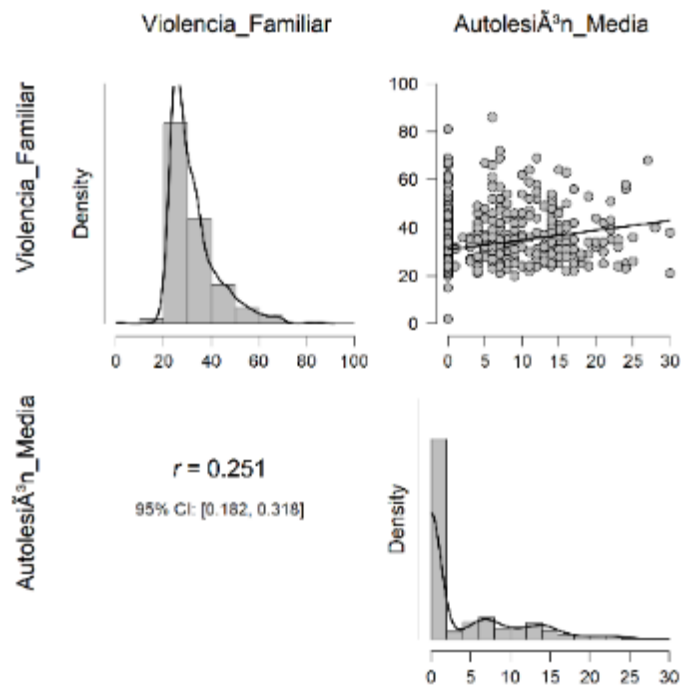 Violencia_Familiar
AutolesiÃ³n_Media
Violencia_Familiar
Density
0 20 40 60 80 100
100
80
60
40
20
0
0 5 10 15 20 25 30
AutolesiÃ³n_Media
r = 0.251
95% CI: [0.182, 0.318]
Density
0 5 10 15 20 25 30